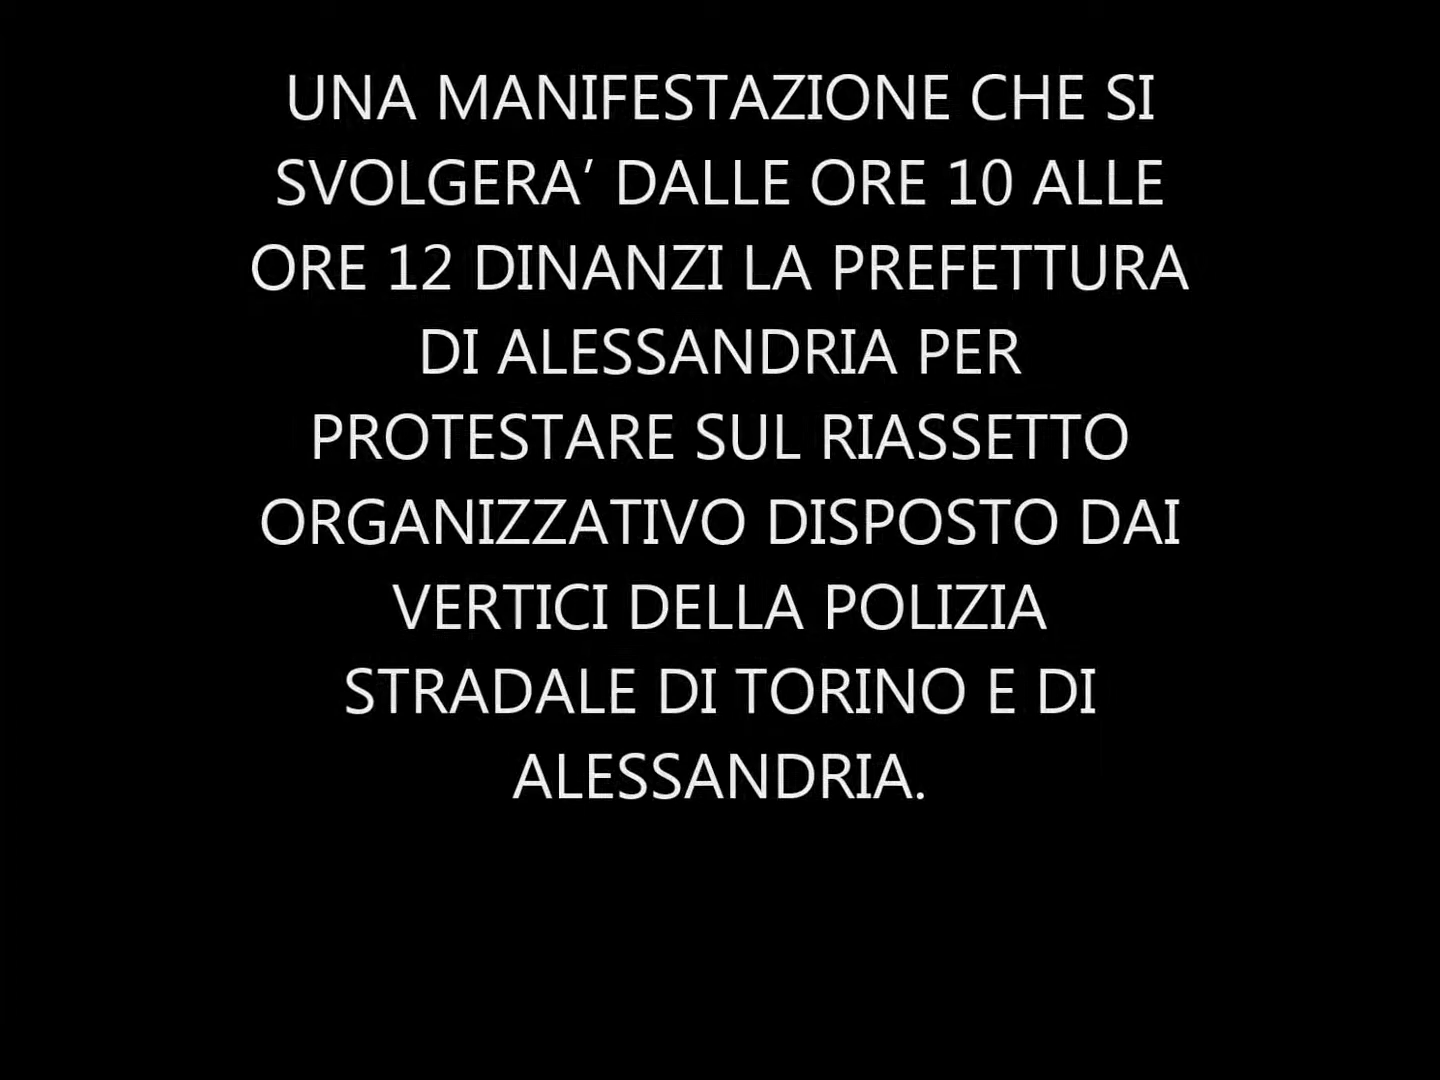 UNA MANIFESTAZIONE CHE SI
SVOLGERA’ DALLE ORE 10 ALLE
ORE 12 DINANZI LA PREFETTURA
DI ALESSANDRIA PER
PROTESTARE SUL RIASSETTO
ORGANIZZATIVO DISPOSTO DAI
VERTICI DELLA POLIZIA
STRADALE DI TORINO E DI
ALESSANDRIA.